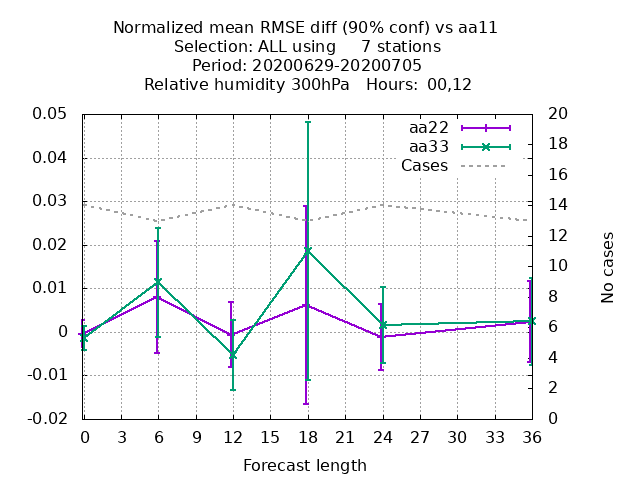 Normalized mean RMSE diff (90% conf) vs aa11
Selection: ALL using 7 stations
Period: 20200629-20200705
Relative humidity 300hPa Hours: 00,12
0.05
0.04
0.03
0.02
0.01
0
-0.01
-0.02
aa22
aa33
Cases
20
18
16
14
12
10
8
6
4
2
0
No cases
0 3 6 9 12 15 18 21 24 27 30 33 36
Forecast length